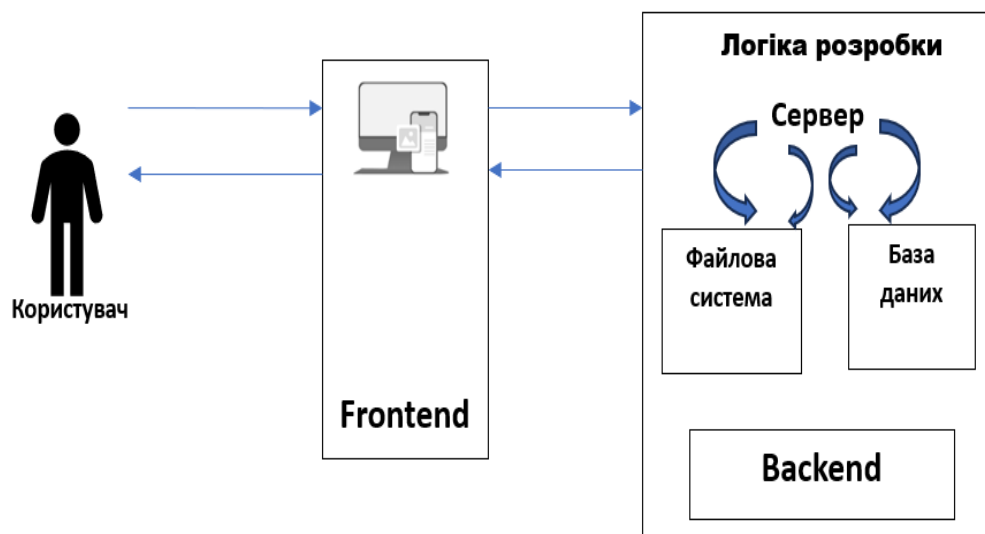 Логіка розробки
Сервер
Файлова
система
База
даних
Користувач
Frontend
Backend